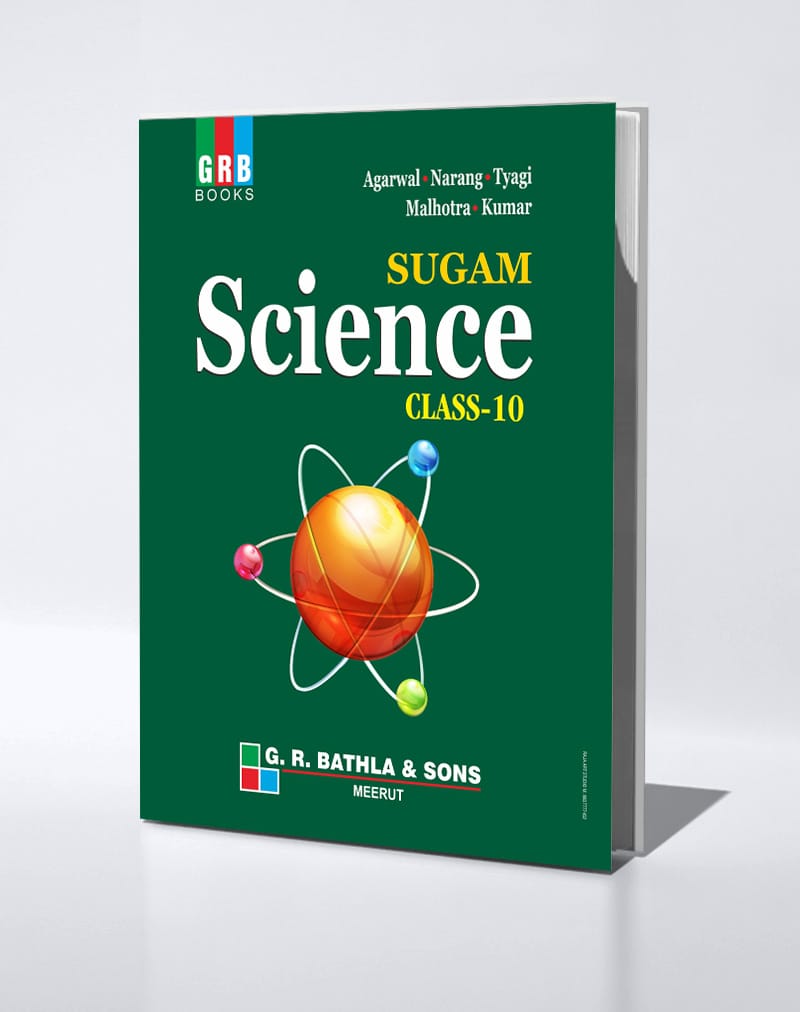 GRB
BOOKS
Agarwal • Narang • Tyagi
Malhotra • Kumar
SUGAM
Science
CLASS-10
G. R. BATHLA & SONS
MEERUT